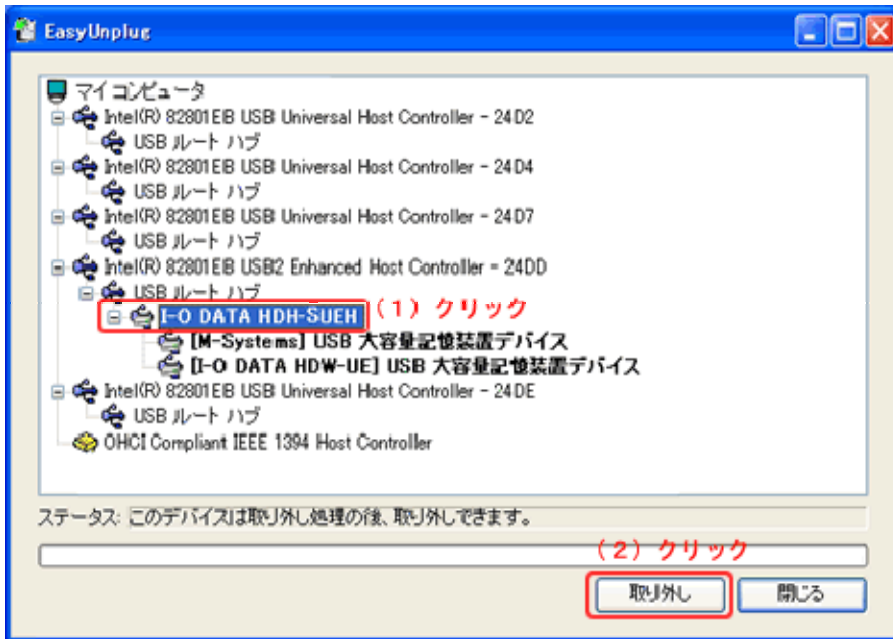 EasyUnplug
マイ コンピュータ
Intel(R) 82801EB USB Universal Host Controller - 24D2
USB ルート ハブ
Intel(R) 82801EB USB Universal Host Controller - 24D4
USB ルート ハブ
Intel(R) 82801EB USB Universal Host Controller - 24D7
USB ルート ハブ
Intel(R) 82801EB USB2 Enhanced Host Controller - 24DD
USB ルート ハブ
I-O DATA HDH-SUEH (1) クリック
[M-Systems] USB 大容量記憶装置デバイス
[I-O DATA HDW-UE] USB 大容量記憶装置デバイス
Intel(R) 82801EB USB Universal Host Controller - 24DE
USB ルート ハブ
OHCI Compliant IEEE 1394 Host Controller
ステータス: このデバイスは取り外し処理の後、取り外しできます。
(2) クリック
取り外し 閉じる